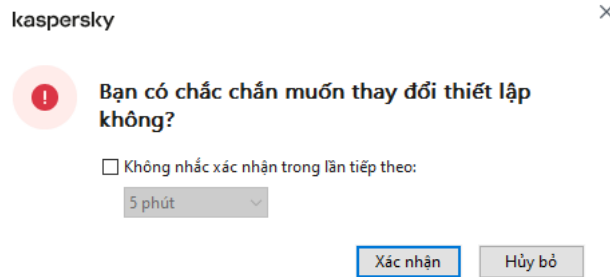 kaspersky
Bạn có chắc chắn muốn thay đổi thiết lập
không?
Không nhắc xác nhận trong lần tiếp theo:
5 phút
Xác nhận
Hủy bỏ